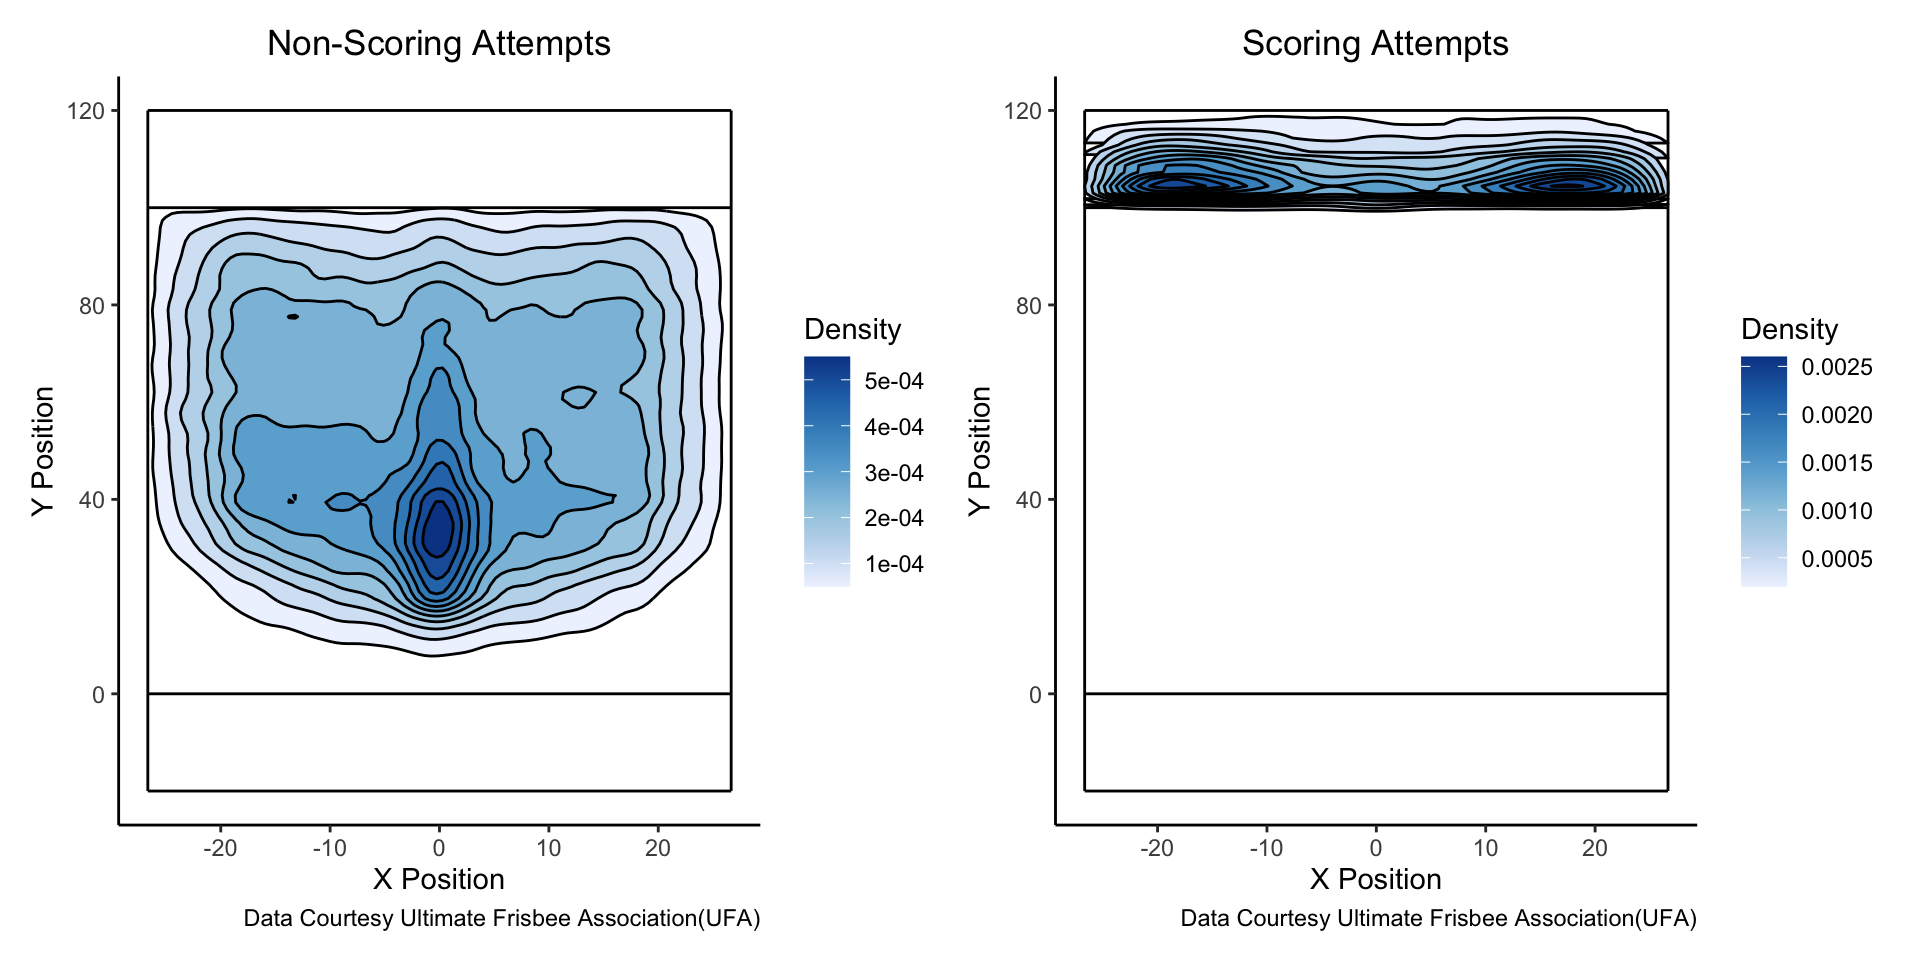 Non-Scoring Attempts
120
80
40
0
Y Position
-20 -10 0 10 20
X Position
Data Courtesy Ultimate Frisbee Association(UFA)
Density
5e-04
4e-04
3e-04
2e-04
1e-04
Scoring Attempts
120
80
40
0
Y Position
-20 -10 0 10 20
X Position
Data Courtesy Ultimate Frisbee Association(UFA)
Density
0.0025
0.0020
0.0015
0.0010
0.0005